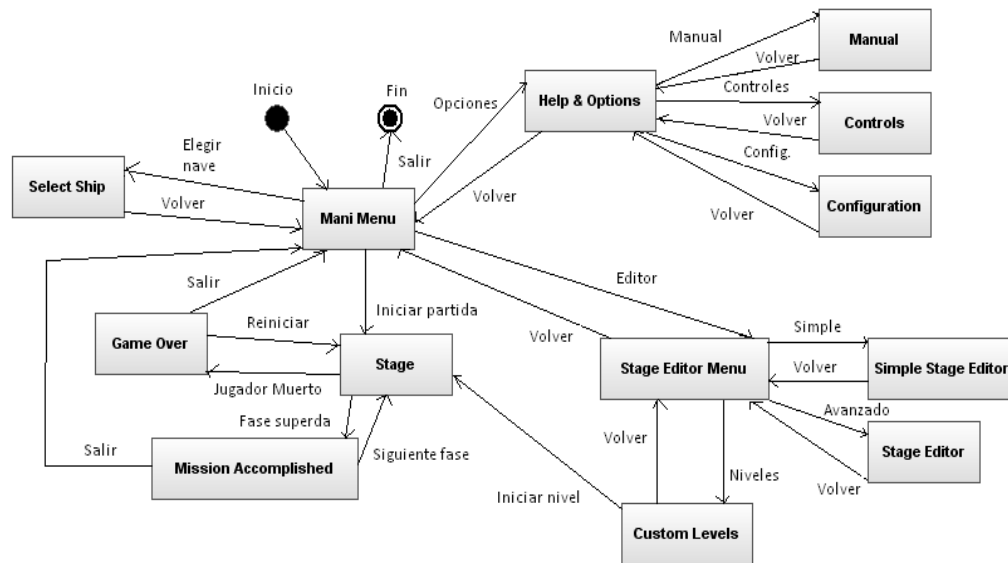 Manual
Manual
Volver
Inicio
Fin
Opciones
Help & Options
Controles
Volver
Controls
Elegir
nave
Salir
Config.
Select Ship
Volver
Mani Menu
Volver
Volver
Configuration
Salir
Editor
Iniciar partida
Game Over
Reiniciar
Volver
Simple
Stage
Stage Editor Menu
Volver
Simple Stage Editor
Jugador Muerto
Avanzado
Fase superda
Salir
Siguiente fase
Volver
Stage Editor
Mission Accomplished
Niveles
Volver
Iniciar nivel
Custom Levels